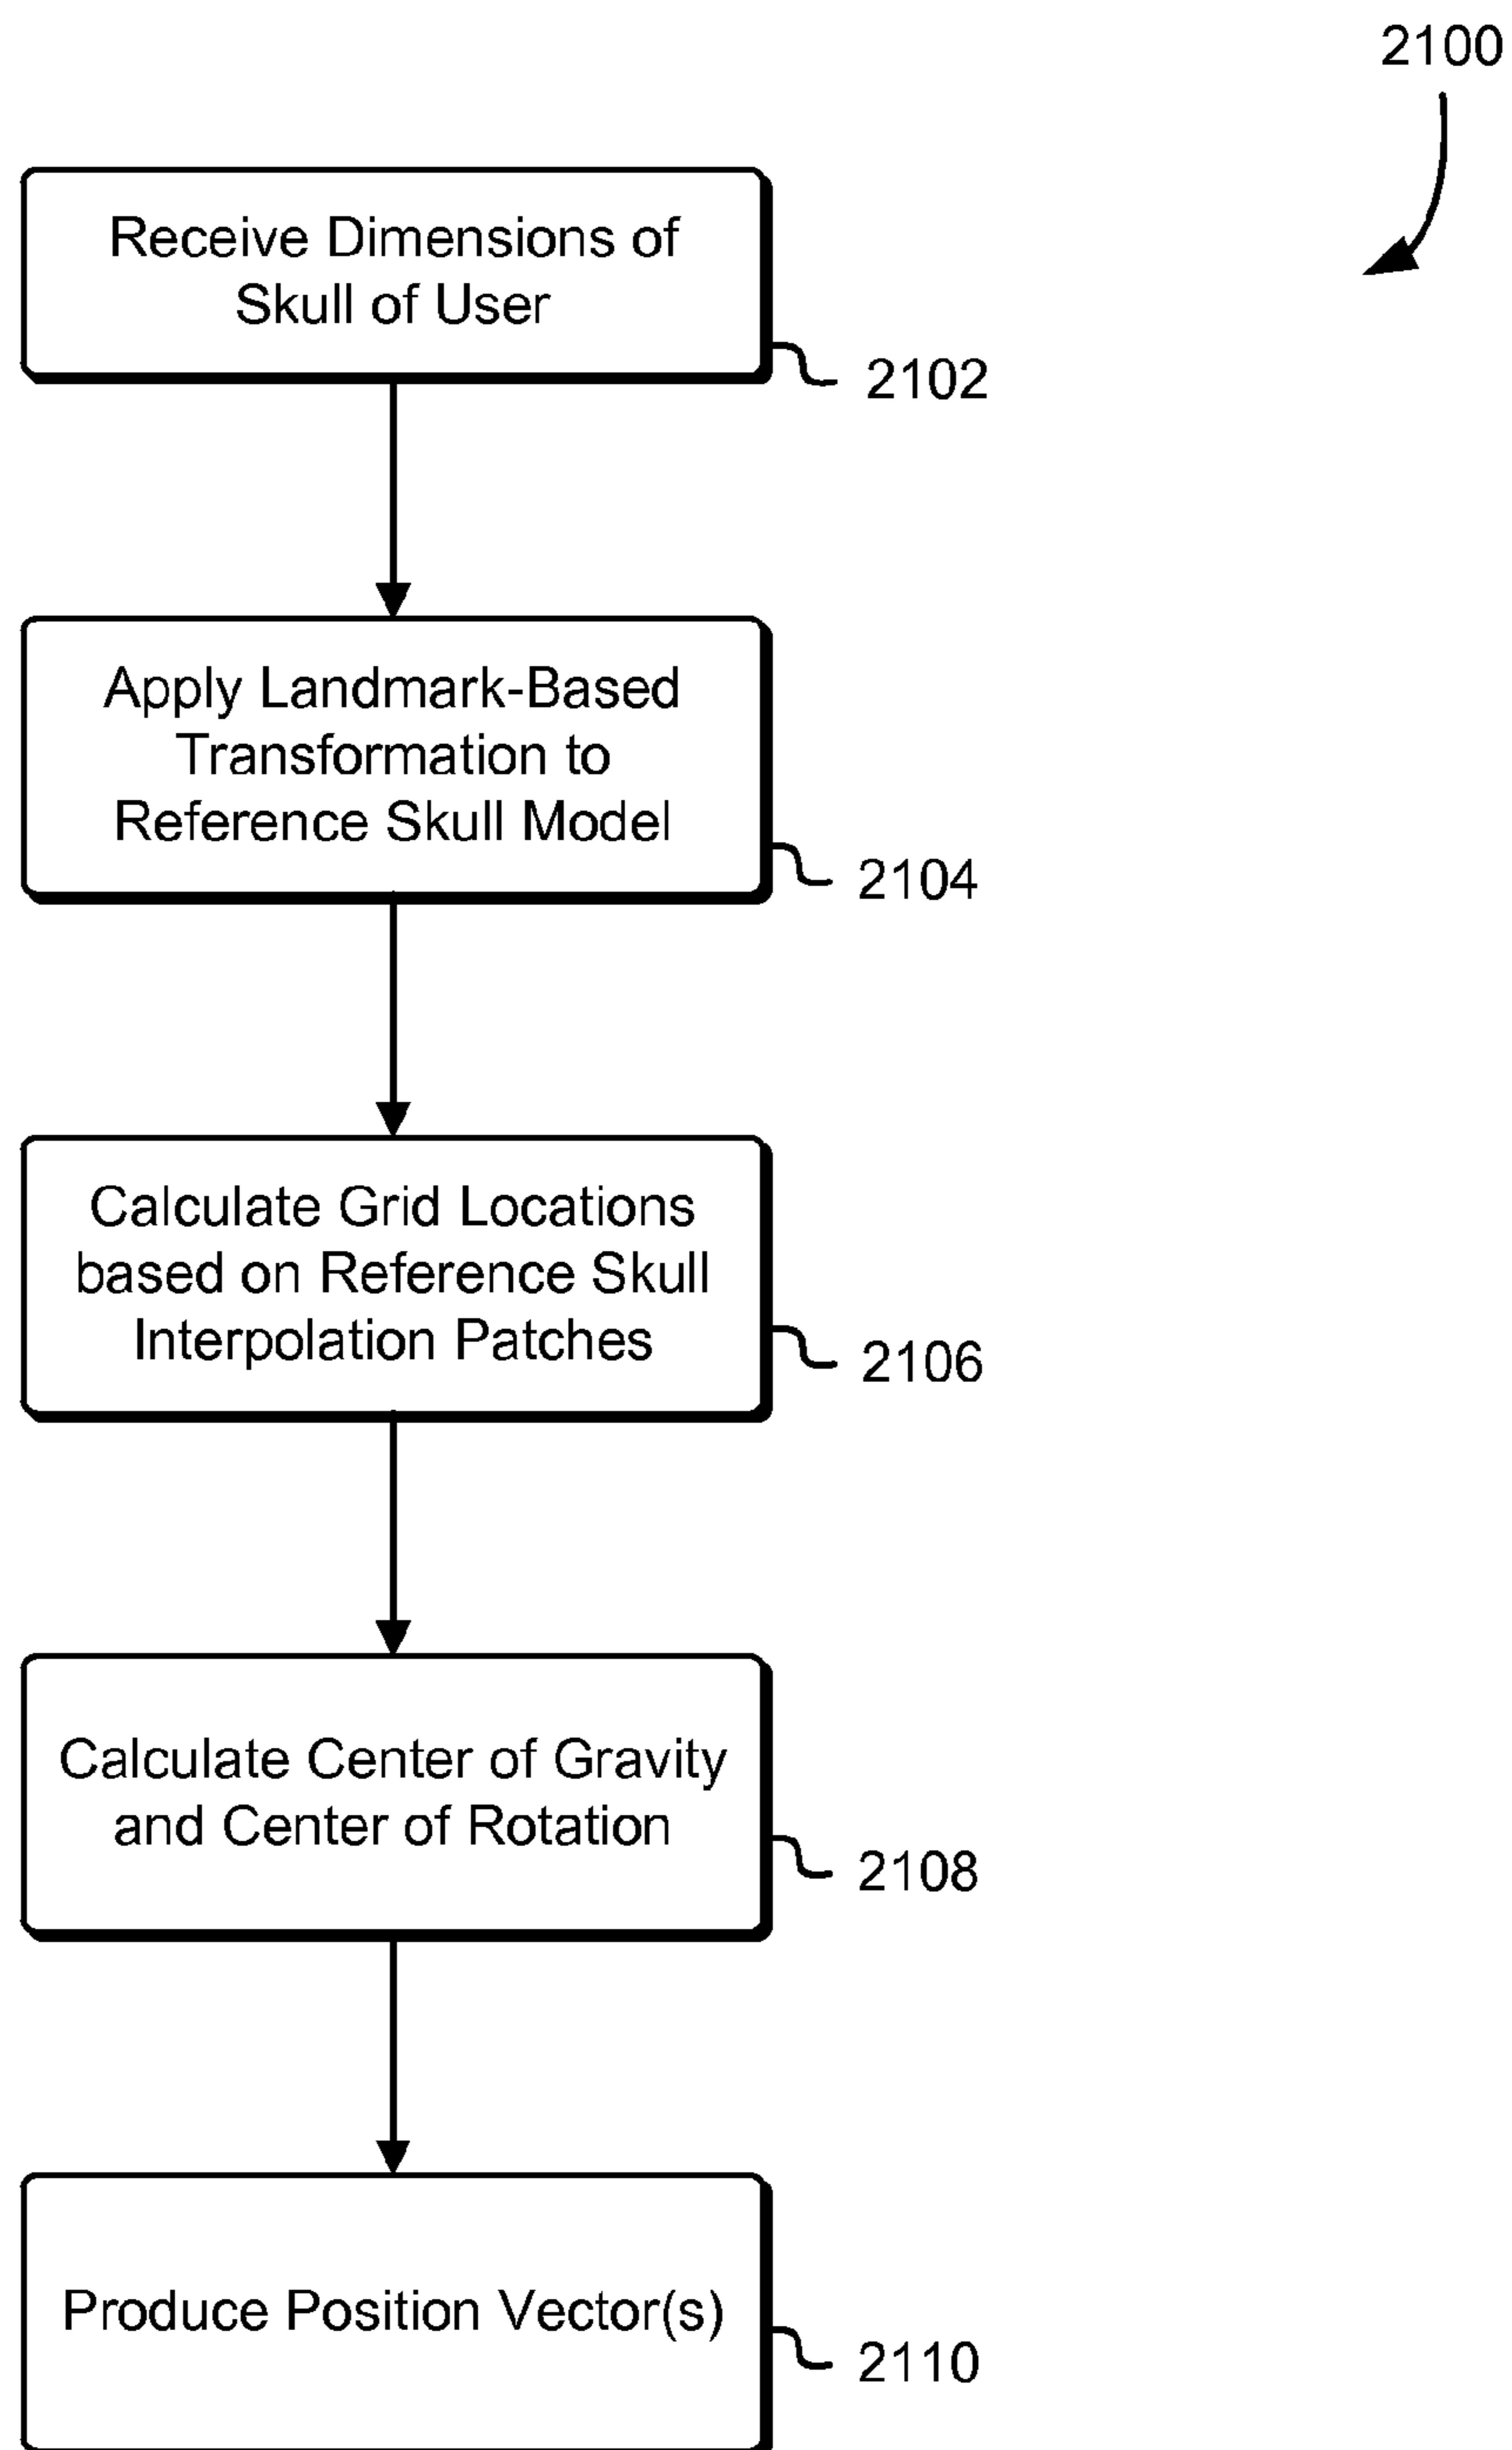 2100
Receive Dimensions of
Skull of User
2102
Apply Landmark-Based
Transformation to
Reference Skull Model
2104
Calculate Grid Locations
based on Reference Skull
Interpolation Patches
2106
Calculate Center of Gravity
and Center of Rotation
2108
Produce Position Vector(s)
2110